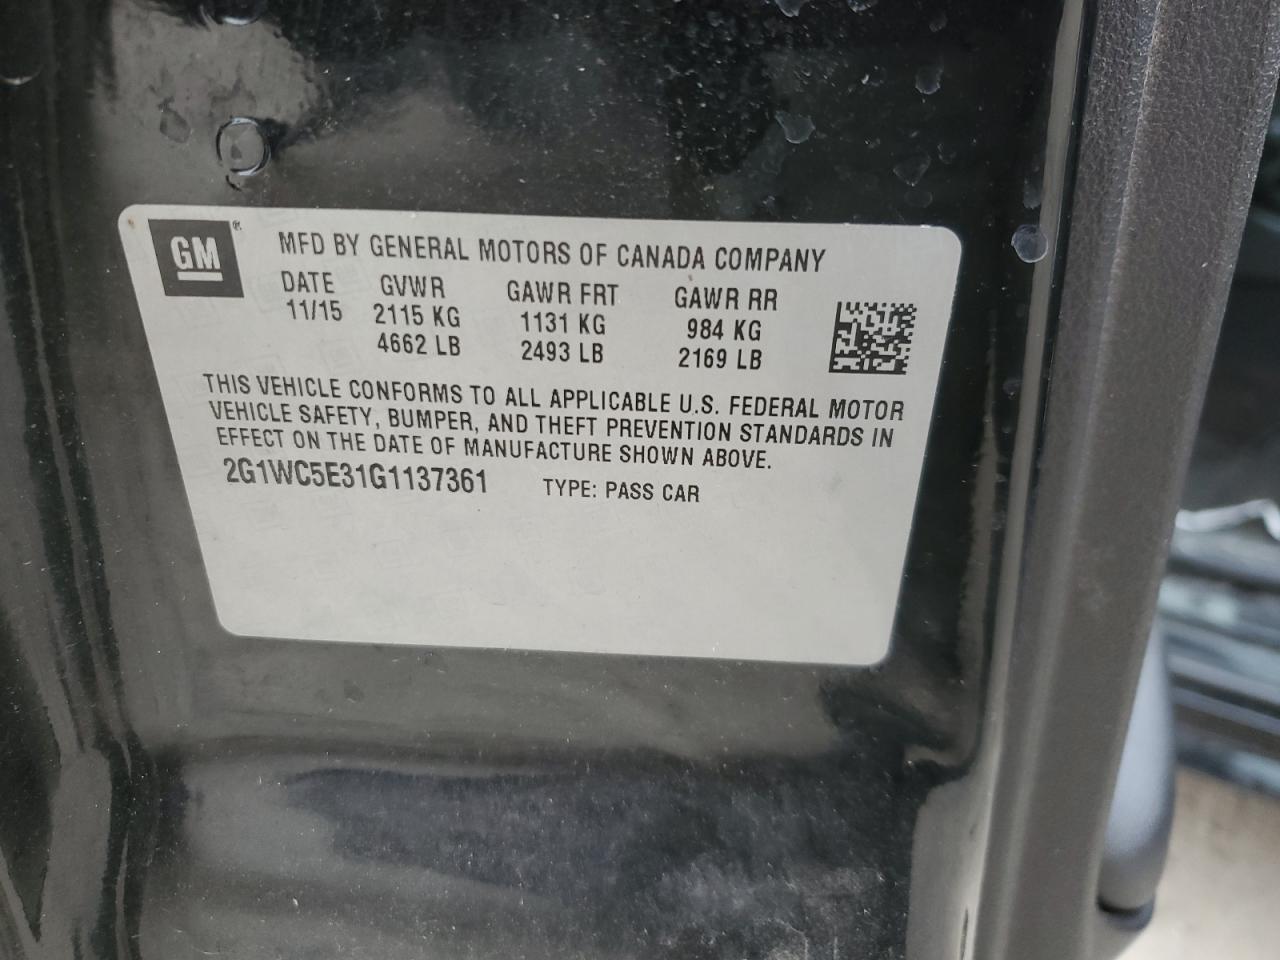 GM ®
MFD BY GENERAL MOTORS OF CANADA COMPANY
DATE GVWR GAWR FRT GAWR RR
11/15 2115 KG 1131 KG 984 KG
4662 LB 2493 LB 2169 LB
THIS VEHICLE CONFORMS TO ALL APPLICABLE U.S. FEDERAL MOTOR
VEHICLE SAFETY, BUMPER, AND THEFT PREVENTION STANDARDS IN
EFFECT ON THE DATE OF MANUFACTURE SHOWN ABOVE.
2G1WC5E31G1137361 TYPE: PASS CAR